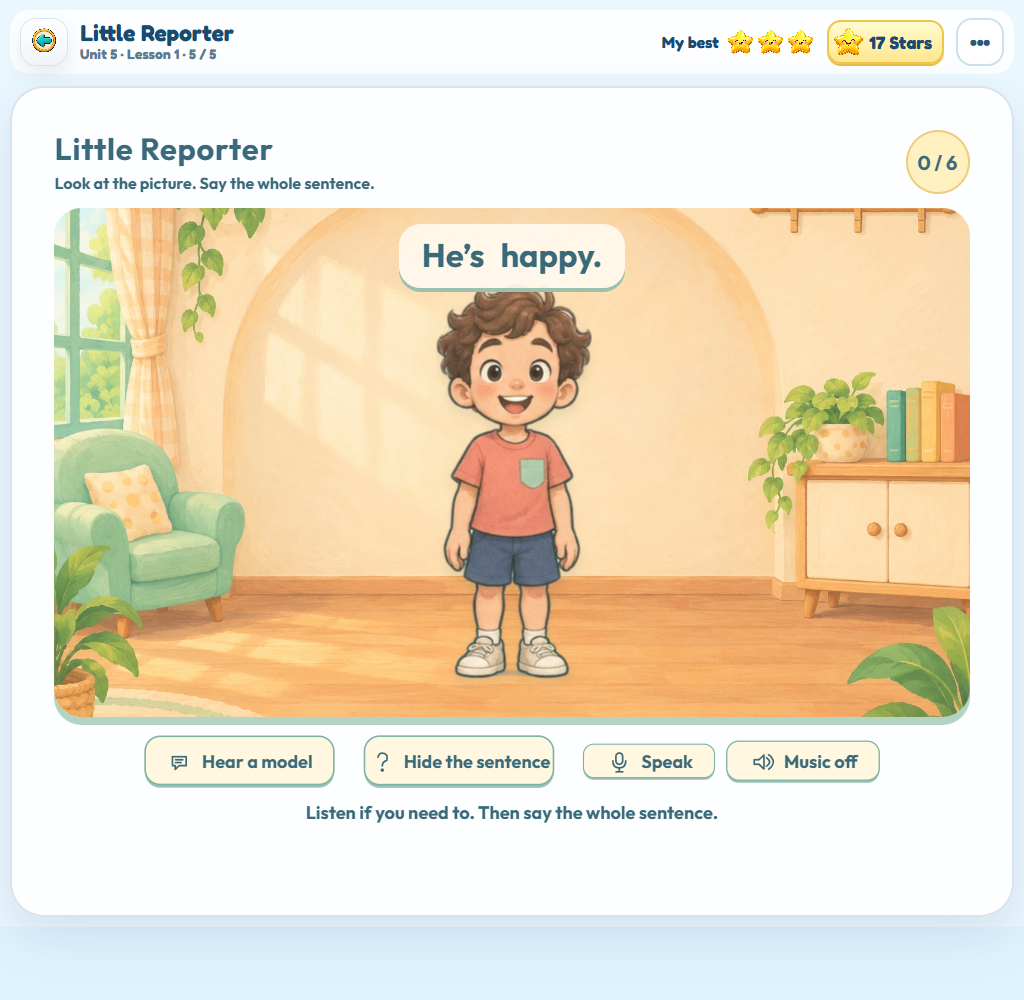 Little Reporter
Unit 5 · Lesson 1 · 5 / 5
My best
17 Stars
•••
Little Reporter
Look at the picture. Say the whole sentence.
0 / 6
He’s happy.
Hear a model
? Hide the sentence
Speak
Music off
Listen if you need to. Then say the whole sentence.